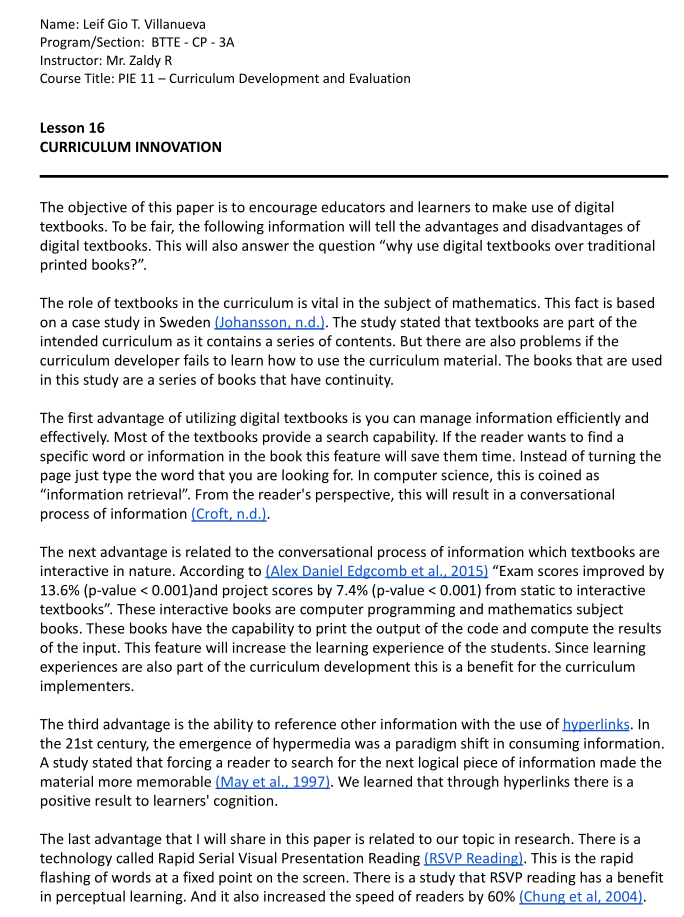 Name: Leif Gio T. Villanueva
Program/Section:  BTTE - CP - 3A
Instructor: Mr. Zaldy R
Course Title: PIE 11 – Curriculum Development and Evaluation
Lesson 16
CURRICULUM INNOVATION
The objective of this paper is to encourage educators and learners to make use of digital
textbooks. To be fair, the following information will tell the advantages and disadvantages of
digital textbooks. This will also answer the question “why use digital textbooks over traditional
printed books?”.
The role of textbooks in the curriculum is vital in the subject of mathematics. This fact is based
on a case study in Sweden (Johansson, n.d.). The study stated that textbooks are part of the
intended curriculum as it contains a series of contents. But there are also problems if the
curriculum developer fails to learn how to use the curriculum material. The books that are used
in this study are a series of books that have continuity.
The first advantage of utilizing digital textbooks is you can manage information efficiently and
effectively. Most of the textbooks provide a search capability. If the reader wants to find a
specific word or information in the book this feature will save them time. Instead of turning the
page just type the word that you are looking for. In computer science, this is coined as
“information retrieval”. From the reader's perspective, this will result in a conversational
process of information (Croft, n.d.).
The next advantage is related to the conversational process of information which textbooks are
interactive in nature. According to (Alex Daniel Edgcomb et al., 2015) “Exam scores improved by
13.6% (p-value < 0.001)and project scores by 7.4% (p-value < 0.001) from static to interactive
textbooks”. These interactive books are computer programming and mathematics subject
books. These books have the capability to print the output of the code and compute the results
of the input. This feature will increase the learning experience of the students. Since learning
experiences are also part of the curriculum development this is a benefit for the curriculum
implementers.
The third advantage is the ability to reference other information with the use of hyperlinks. In
the 21st century, the emergence of hypermedia was a paradigm shift in consuming information.
A study stated that forcing a reader to search for the next logical piece of information made the
material more memorable (May et al., 1997). We learned that through hyperlinks there is a
positive result to learners' cognition.
The last advantage that I will share in this paper is related to our topic in research. There is a
technology called Rapid Serial Visual Presentation Reading (RSVP Reading). This is the rapid
flashing of words at a fixed point on the screen. There is a study that RSVP reading has a benefit
in perceptual learning. And it also increased the speed of readers by 60% (Chung et al, 2004).